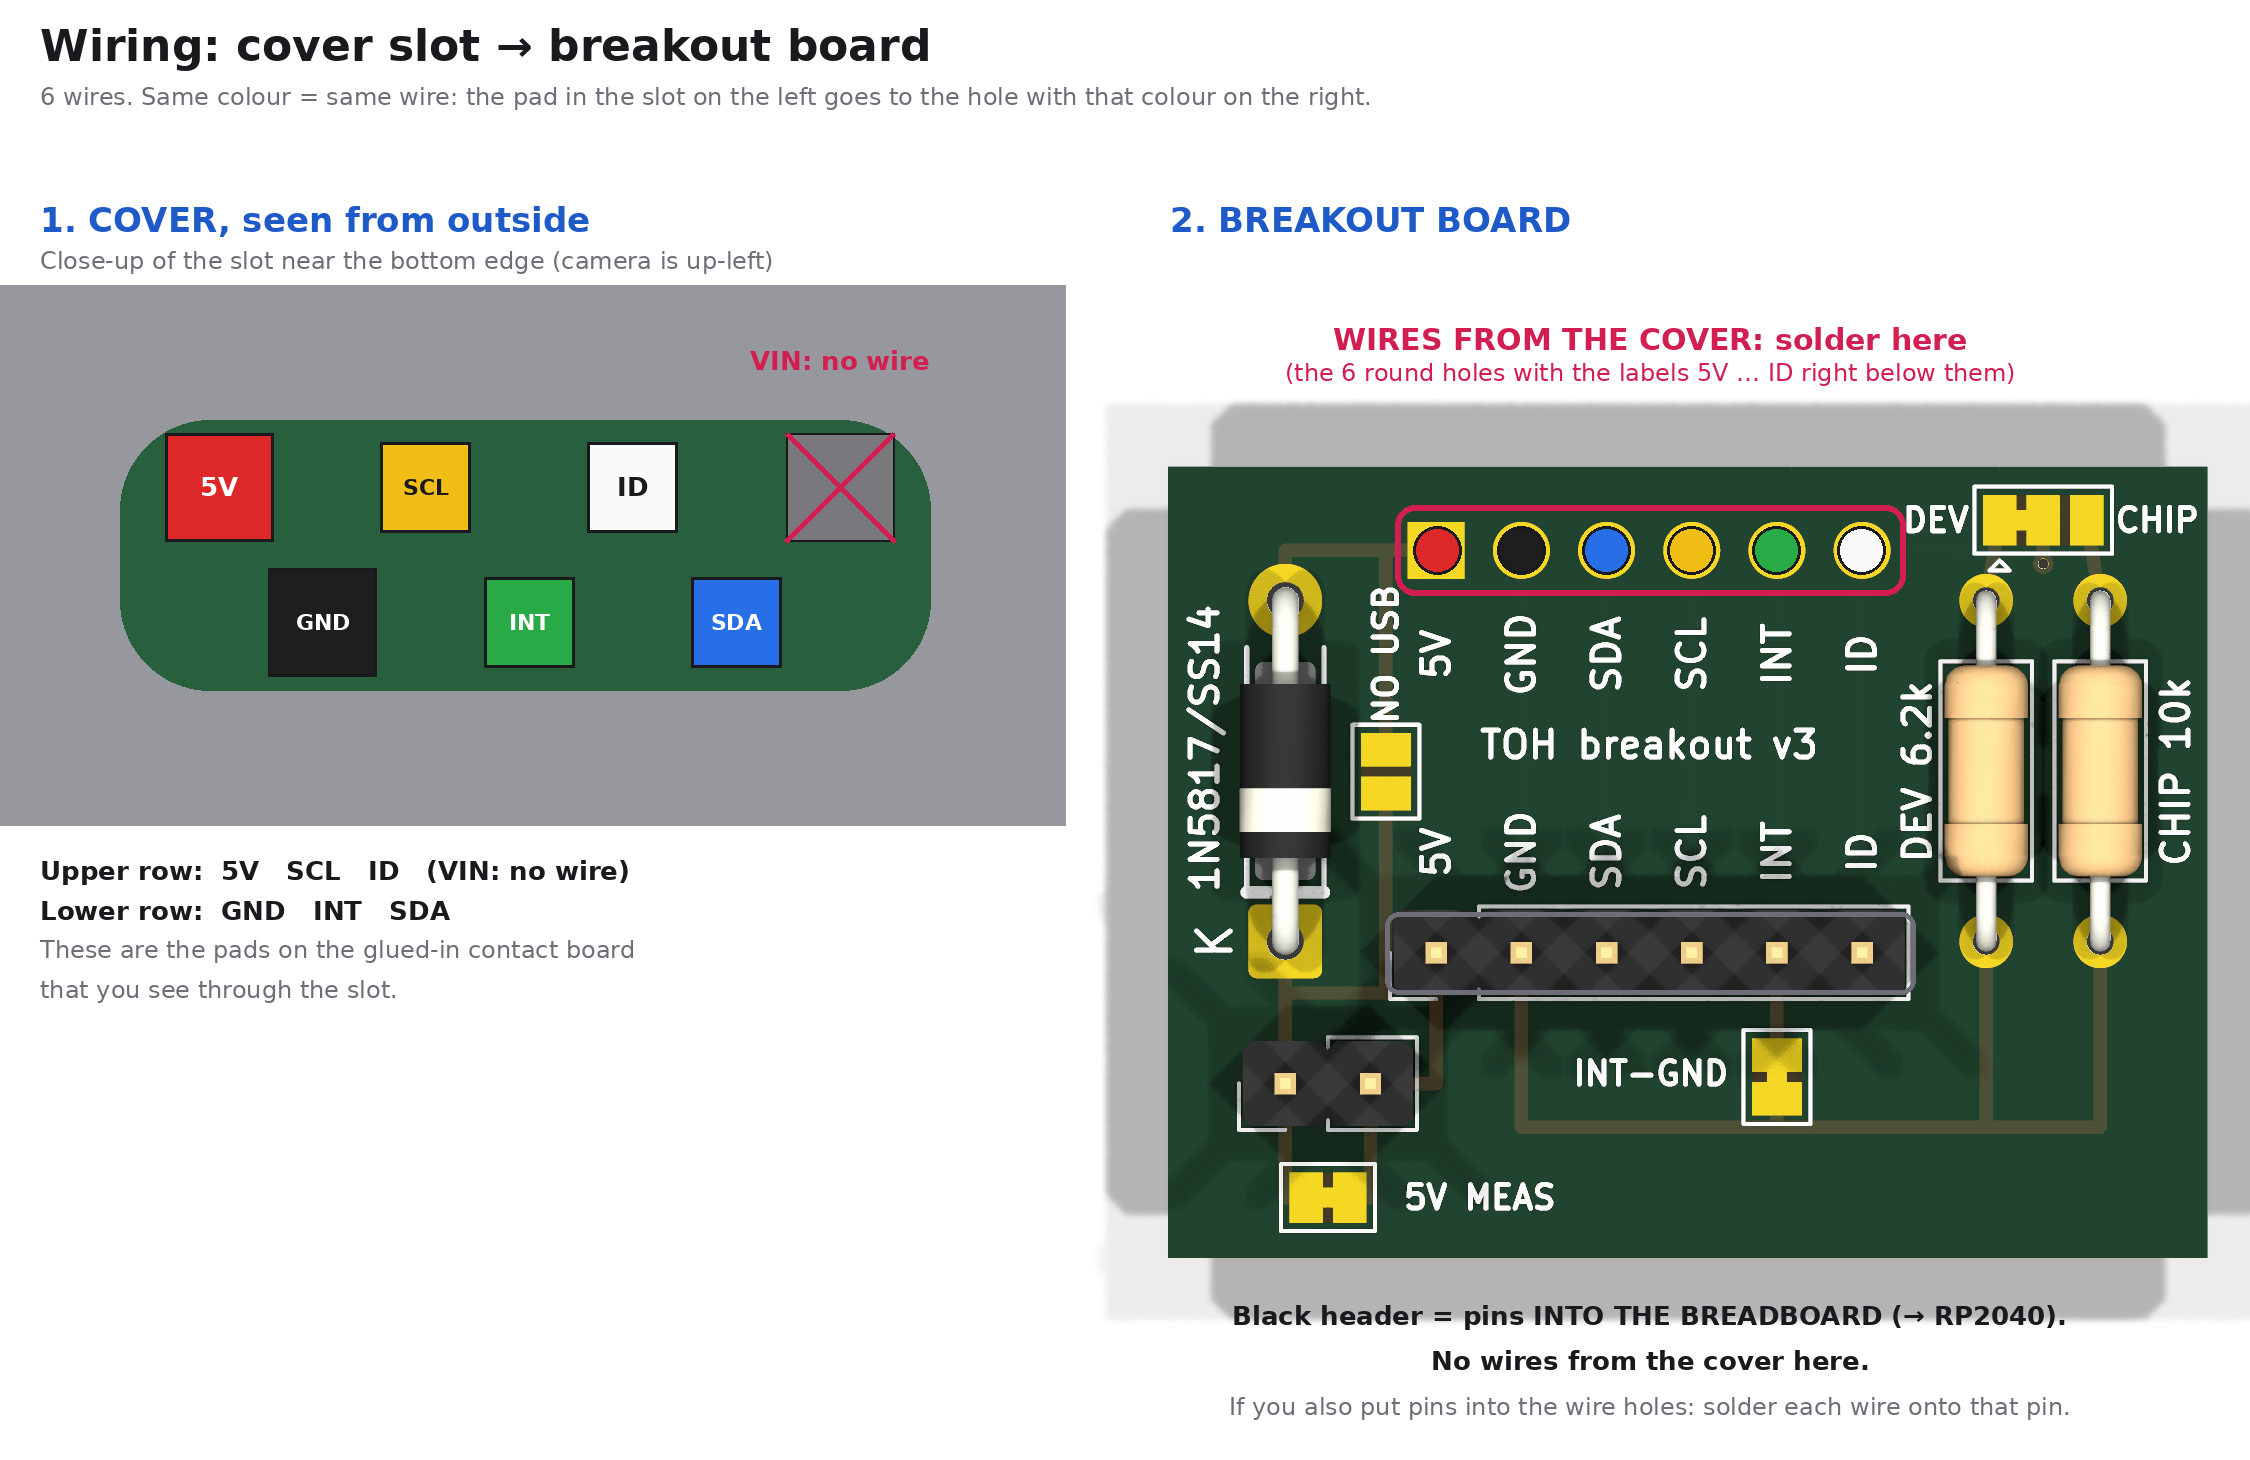 Wiring: cover slot → breakout board
6 wires. Same colour = same wire: the pad in the slot on the left goes to the hole with that colour on the right.
1. COVER, seen from outside
Close-up of the slot near the bottom edge (camera is up-left)
VIN: no wire
5V SCL ID
GND INT SDA
Upper row: 5V SCL ID (VIN: no wire)
Lower row: GND INT SDA
These are the pads on the glued-in contact board
that you see through the slot.
2. BREAKOUT BOARD
WIRES FROM THE COVER: solder here
(the 6 round holes with the labels 5V ... ID right below them)
DEV CHIP
1N5817/SS14
K
NO USB
5V GND SDA SCL INT ID
TOH breakout v3
5V GND SDA SCL INT ID
DEV 6.2k
CHIP 10k
INT-GND
5V MEAS
Black header = pins INTO THE BREADBOARD (→ RP2040).
No wires from the cover here.
If you also put pins into the wire holes: solder each wire onto that pin.